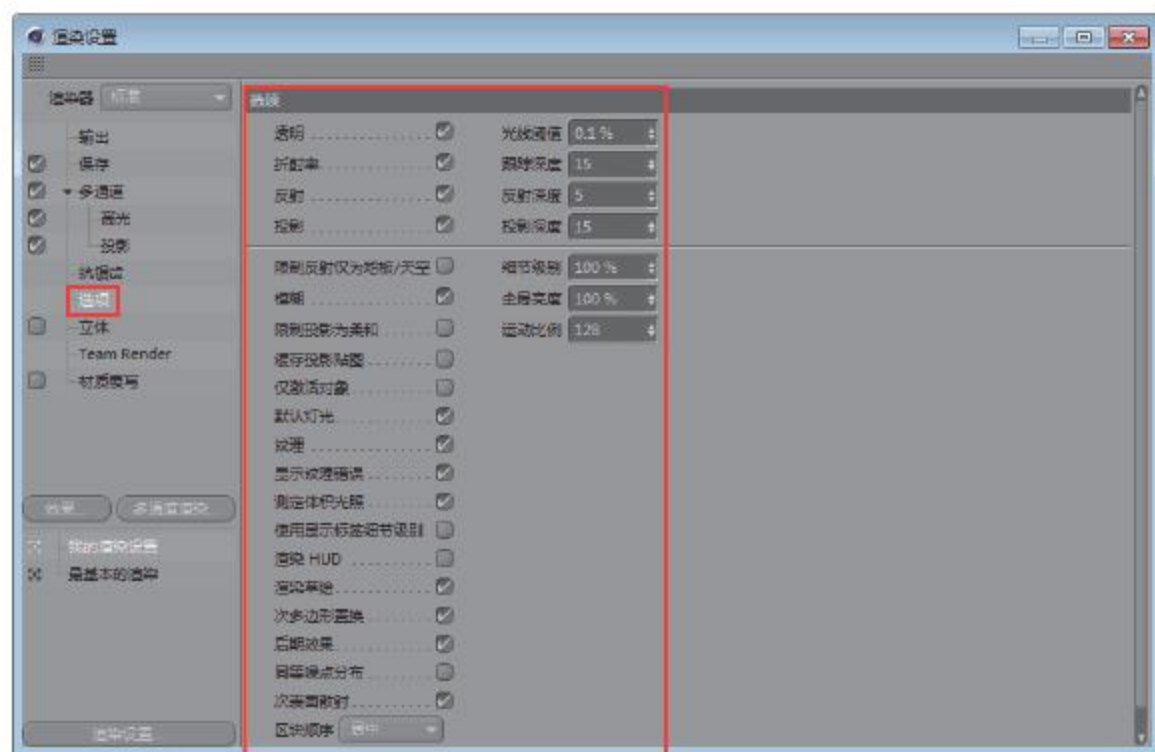 渲染设置
渲染器 标准
输出
保存
多通道
高光
投影
抗锯齿
选项
立体
Team Render
材质覆写
效果... 多通道渲染...
我的渲染设置
最基本的渲染
渲染设置...
选项
透明 光线阈值 0.1 %
折射率 跟踪深度 15
反射 反射深度 5
投影 投影深度 15
限制反射仅为地板/天空 细节级别 100 %
模糊 全局亮度 100 %
限制投影为柔和 运动比例 128
缓存投影贴图
仅激活对象
默认灯光
纹理
显示纹理错误
测定体积光照
使用显示标签细节级别
渲染 HUD
渲染草绘
次多边形置换
后期效果
同等噪点分布
次表面散射
区块顺序 居中